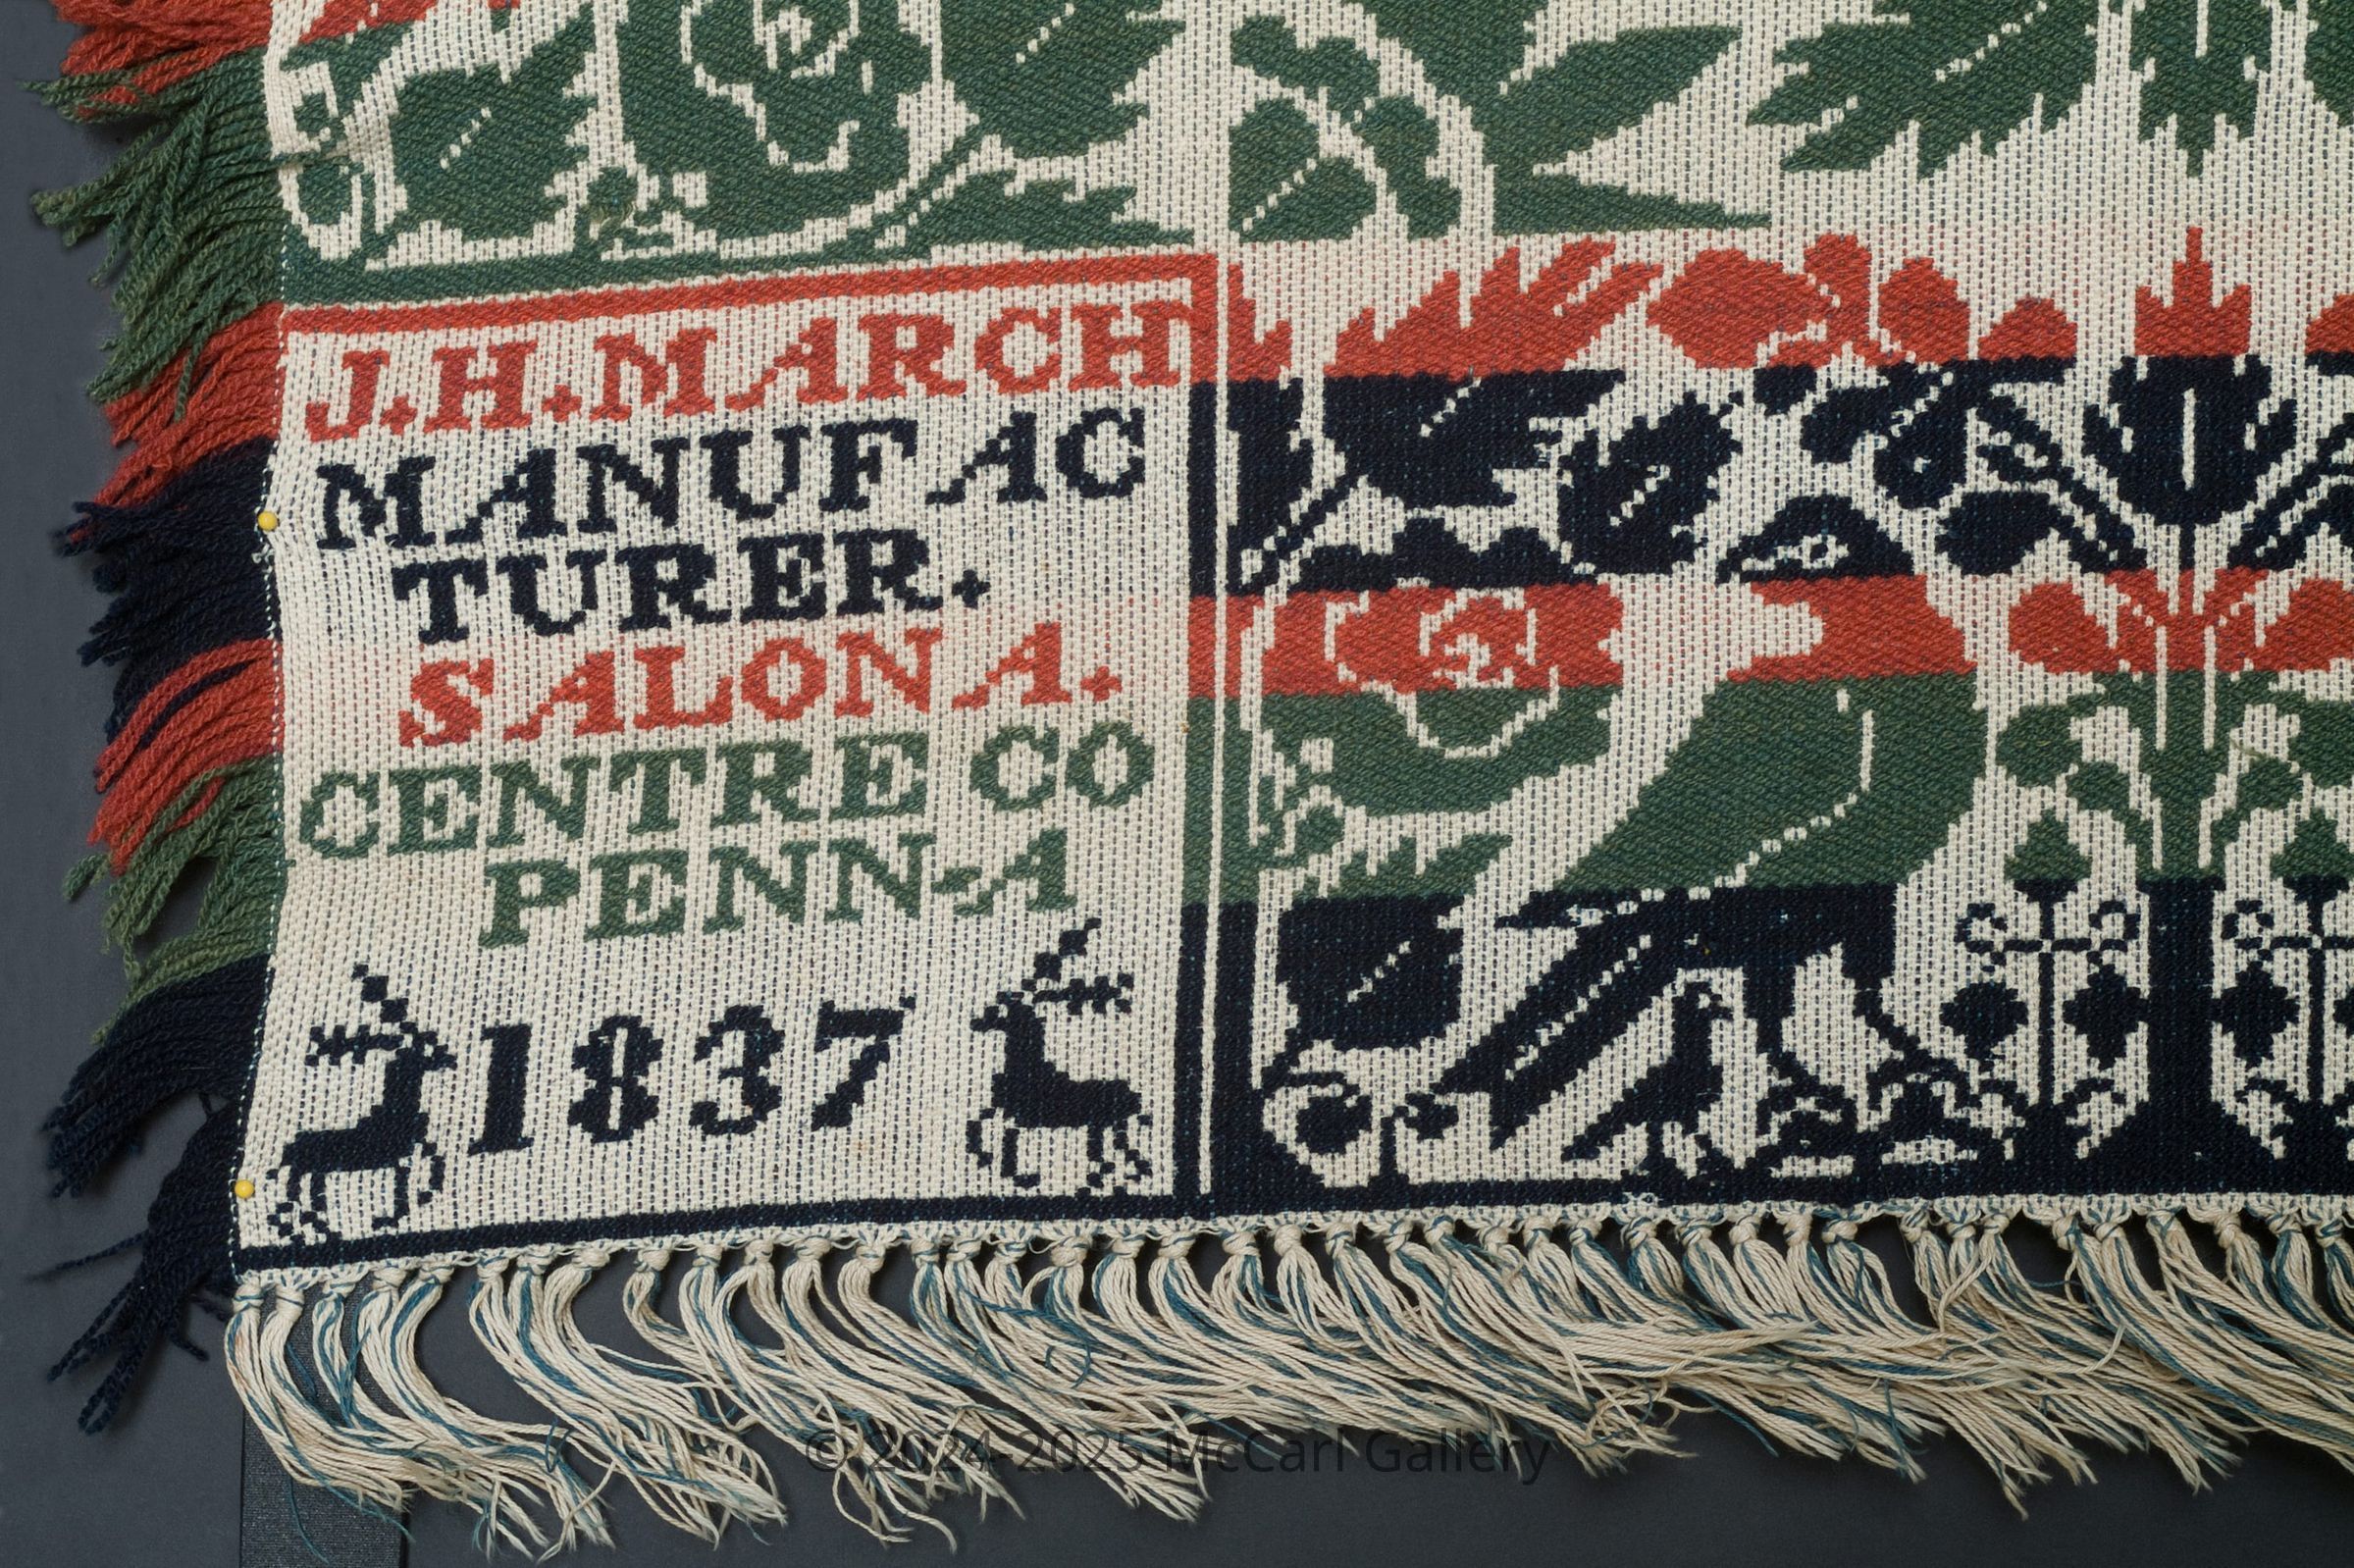 J.H.MARCH
MANUFAC
TURER.
SALONA.
CENTRE CO
PENN-A
1837
© 2024-2025 McCarl Gallery